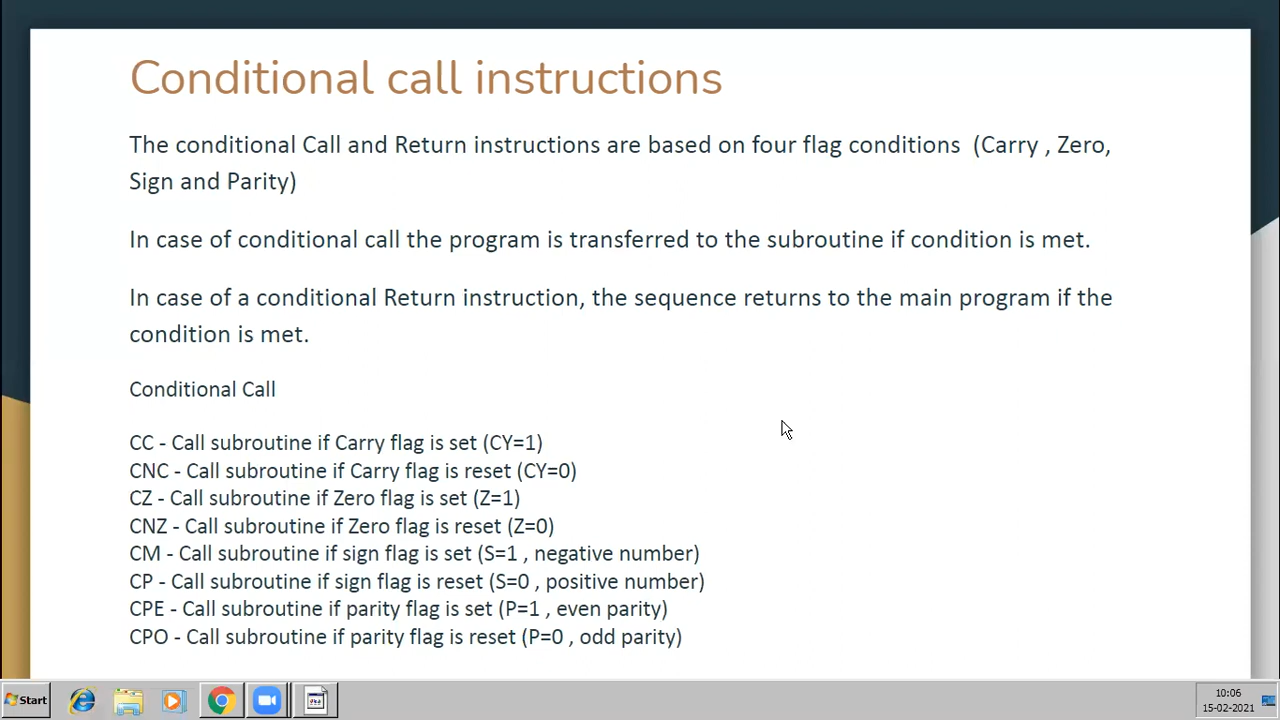 Conditional call instructions
The conditional Call and Return instructions are based on four flag conditions  (Carry , Zero,
Sign and Parity)
In case of conditional call the program is transferred to the subroutine if condition is met.
In case of a conditional Return instruction, the sequence returns to the main program if the
condition is met.
Conditional Call
CC - Call subroutine if Carry flag is set (CY=1)
CNC - Call subroutine if Carry flag is reset (CY=0)
CZ - Call subroutine if Zero flag is set (Z=1)
CNZ - Call subroutine if Zero flag is reset (Z=0)
CM - Call subroutine if sign flag is set (S=1 , negative number)
CP - Call subroutine if sign flag is reset (S=0 , positive number)
CPE - Call subroutine if parity flag is set (P=1 , even parity)
CPO - Call subroutine if parity flag is reset (P=0 , odd parity)
Start
10:06
15-02-2021